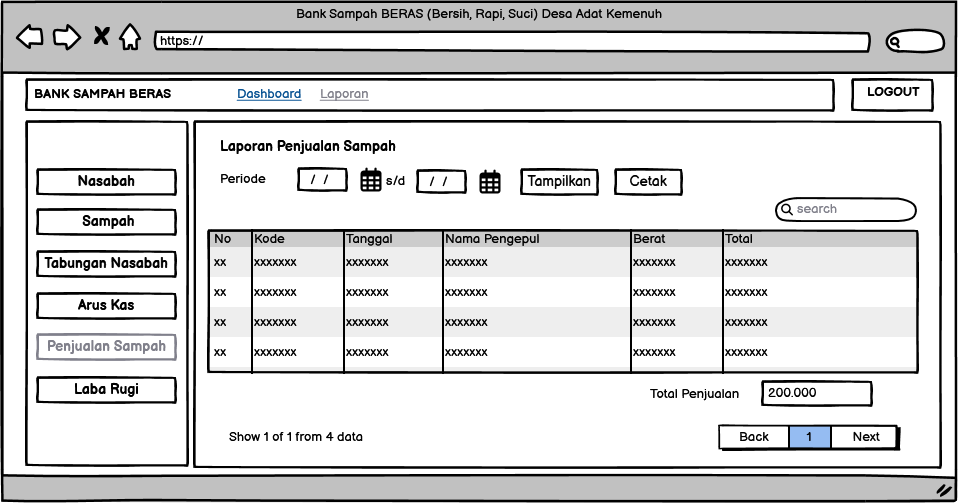 Bank Sampah BERAS (Bersih, Rapi, Suci) Desa Adat Kemenuh
https://
BANK SAMPAH BERAS Dashboard Laporan LOGOUT
Laporan Penjualan Sampah
Periode / / s/d / / Tampilkan Cetak
search
Nasabah
Sampah
Tabungan Nasabah
Arus Kas
Penjualan Sampah
Laba Rugi
No Kode Tanggal Nama Pengepul Berat Total
xx xxxxxxx xxxxxxx xxxxxxx xxxxxxx xxxxxxx
xx xxxxxxx xxxxxxx xxxxxxx xxxxxxx xxxxxxx
xx xxxxxxx xxxxxxx xxxxxxx xxxxxxx xxxxxxx
xx xxxxxxx xxxxxxx xxxxxxx xxxxxxx xxxxxxx
Total Penjualan 200.000
Show 1 of 1 from 4 data
Back 1 Next